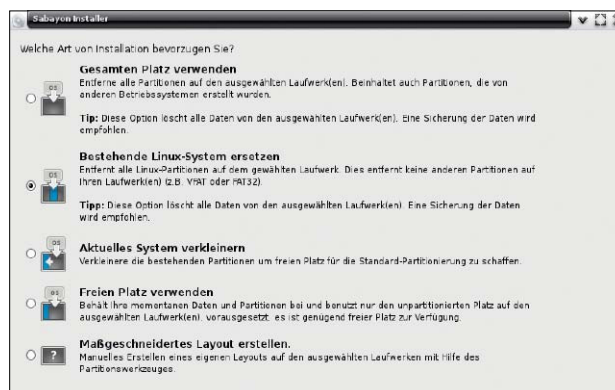 Sabayon Installer
Welche Art von Installation bevorzugen Sie?
Gesamten Platz verwenden
Entferne alle Partitionen auf den ausgewählten Laufwerk(en). Beinhaltet auch Partitionen, die von
anderen Betriebssystemen erstellt wurden.
Tip: Diese Option löscht alle Daten von den ausgewählten Laufwerk(en). Eine Sicherung der Daten wird
empfohlen.
Bestehende Linux-System ersetzen
Entfernt alle Linux-Partitionen auf dem gewählten Laufwerk. Dies entfernt keine anderen Partitionen auf
Ihren Laufwerk(en) (z.B. VFAT oder FAT32).
Tipp: Diese Option löscht alle Daten von den ausgewählten Laufwerk(en). Eine Sicherung der Daten
wird empfohlen.
Aktuelles System verkleinern
Verkleinere die bestehenden Partitionen um freien Platz für die Standard-Partitionierung zu schaffen.
Freien Platz verwenden
Behält Ihre momentanen Daten und Partitionen bei und benutzt nur den unpartitionierten Platz auf den
ausgewählten Laufwerk(en), vorausgesetzt, es ist genügend freier Platz zur Verfügung.
Maßgeschneidertes Layout erstellen.
Manuelles Erstellen eines eigenen Layouts auf den ausgewählten Laufwerken mit Hilfe des
Partitionswerkzeuges.
OS
OS
OS
OS
?